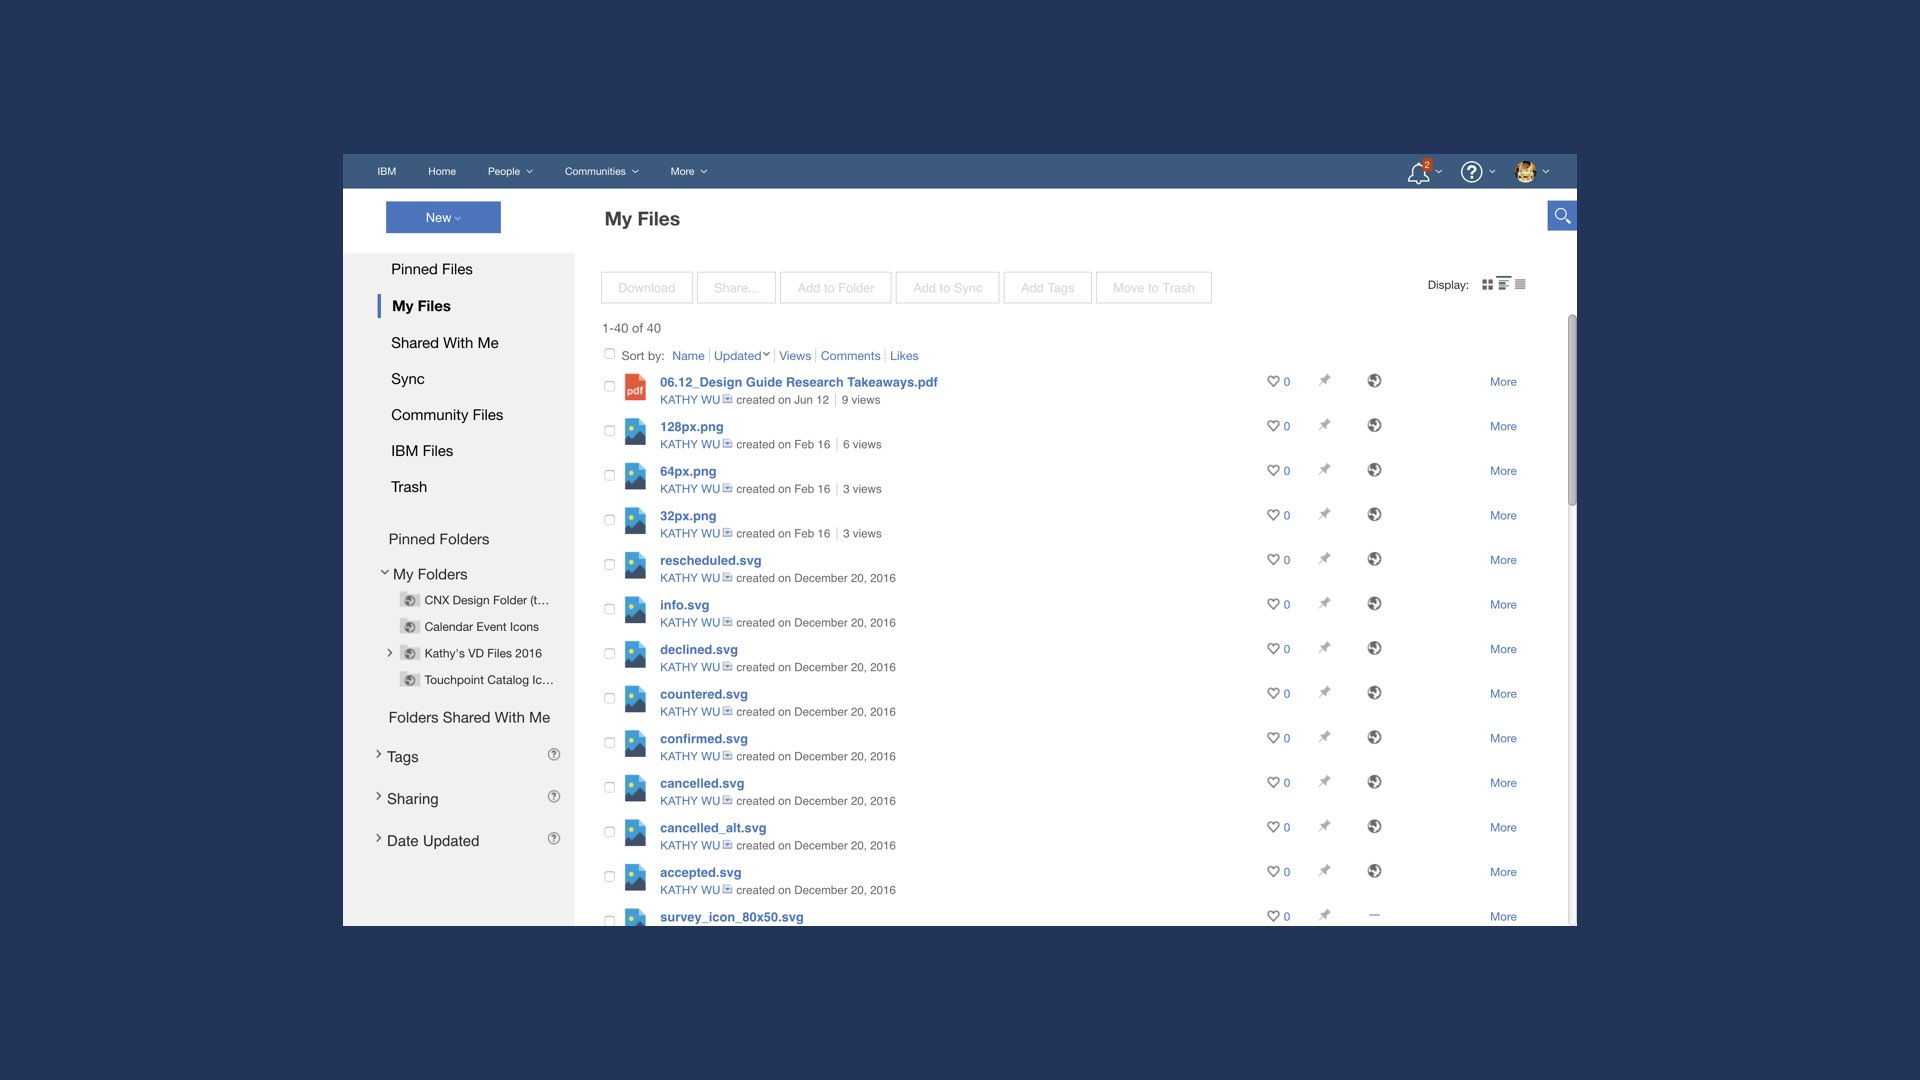 IBM Home People Communities More 2 ?
New My Files
Pinned Files
My Files
Shared With Me
Sync
Community Files
IBM Files
Trash
Pinned Folders
My Folders
CNX Design Folder (t...
Calendar Event Icons
Kathy's VD Files 2016
Touchpoint Catalog Ic...
Folders Shared With Me
Tags ?
Sharing ?
Date Updated ?
Download Share... Add to Folder Add to Sync Add Tags Move to Trash Display:
1-40 of 40
Sort by: Name Updated Views Comments Likes
pdf 06.12_Design Guide Research Takeaways.pdf 0 More
KATHY WU created on Jun 12 | 9 views
128px.png 0 More
KATHY WU created on Feb 16 | 6 views
64px.png 0 More
KATHY WU created on Feb 16 | 3 views
32px.png 0 More
KATHY WU created on Feb 16 | 3 views
rescheduled.svg 0 More
KATHY WU created on December 20, 2016
info.svg 0 More
KATHY WU created on December 20, 2016
declined.svg 0 More
KATHY WU created on December 20, 2016
countered.svg 0 More
KATHY WU created on December 20, 2016
confirmed.svg 0 More
KATHY WU created on December 20, 2016
cancelled.svg 0 More
KATHY WU created on December 20, 2016
cancelled_alt.svg 0 More
KATHY WU created on December 20, 2016
accepted.svg 0 More
KATHY WU created on December 20, 2016
survey_icon_80x50.svg 0 — More